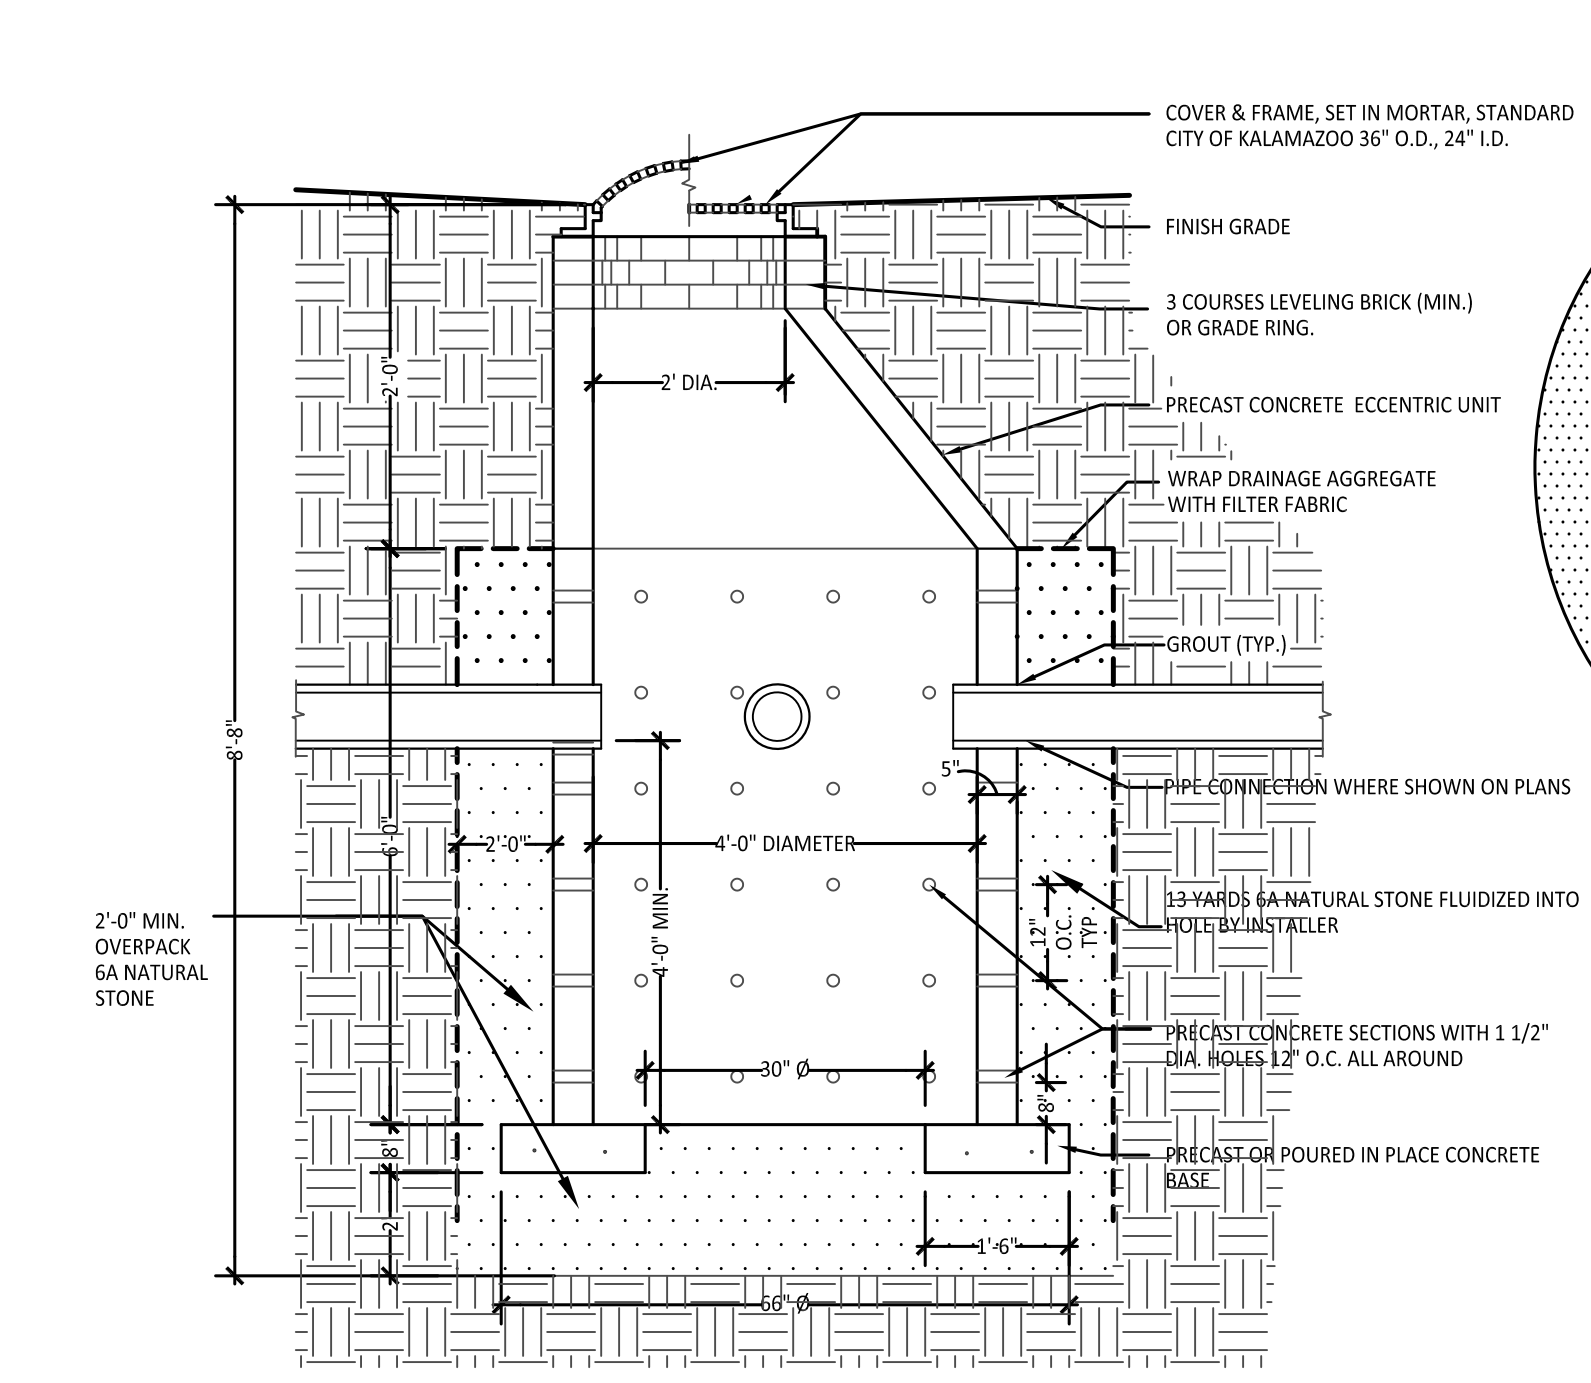 COVER & FRAME, SET IN MORTAR, STANDARD
CITY OF KALAMAZOO 36" O.D., 24" I.D.
FINISH GRADE
3 COURSES LEVELING BRICK (MIN.)
OR GRADE RING.
2'-0"
2' DIA.
PRECAST CONCRETE ECCENTRIC UNIT
WRAP DRAINAGE AGGREGATE
WITH FILTER FABRIC
GROUT (TYP.)
8'-8"
5"
PIPE CONNECTION WHERE SHOWN ON PLANS
6'-0"
2'-0"
4'-0" DIAMETER
13 YARDS 6A NATURAL STONE FLUIDIZED INTO
HOLE BY INSTALLER
2'-0" MIN.
OVERPACK
6A NATURAL
STONE
4'-0" MIN.
12"
O.C.
TYP
PRECAST CONCRETE SECTIONS WITH 1 1/2"
DIA. HOLES 12" O.C. ALL AROUND
30" Ø
8"
8"
PRECAST OR POURED IN PLACE CONCRETE
BASE
2'
1'-6"
66" Ø